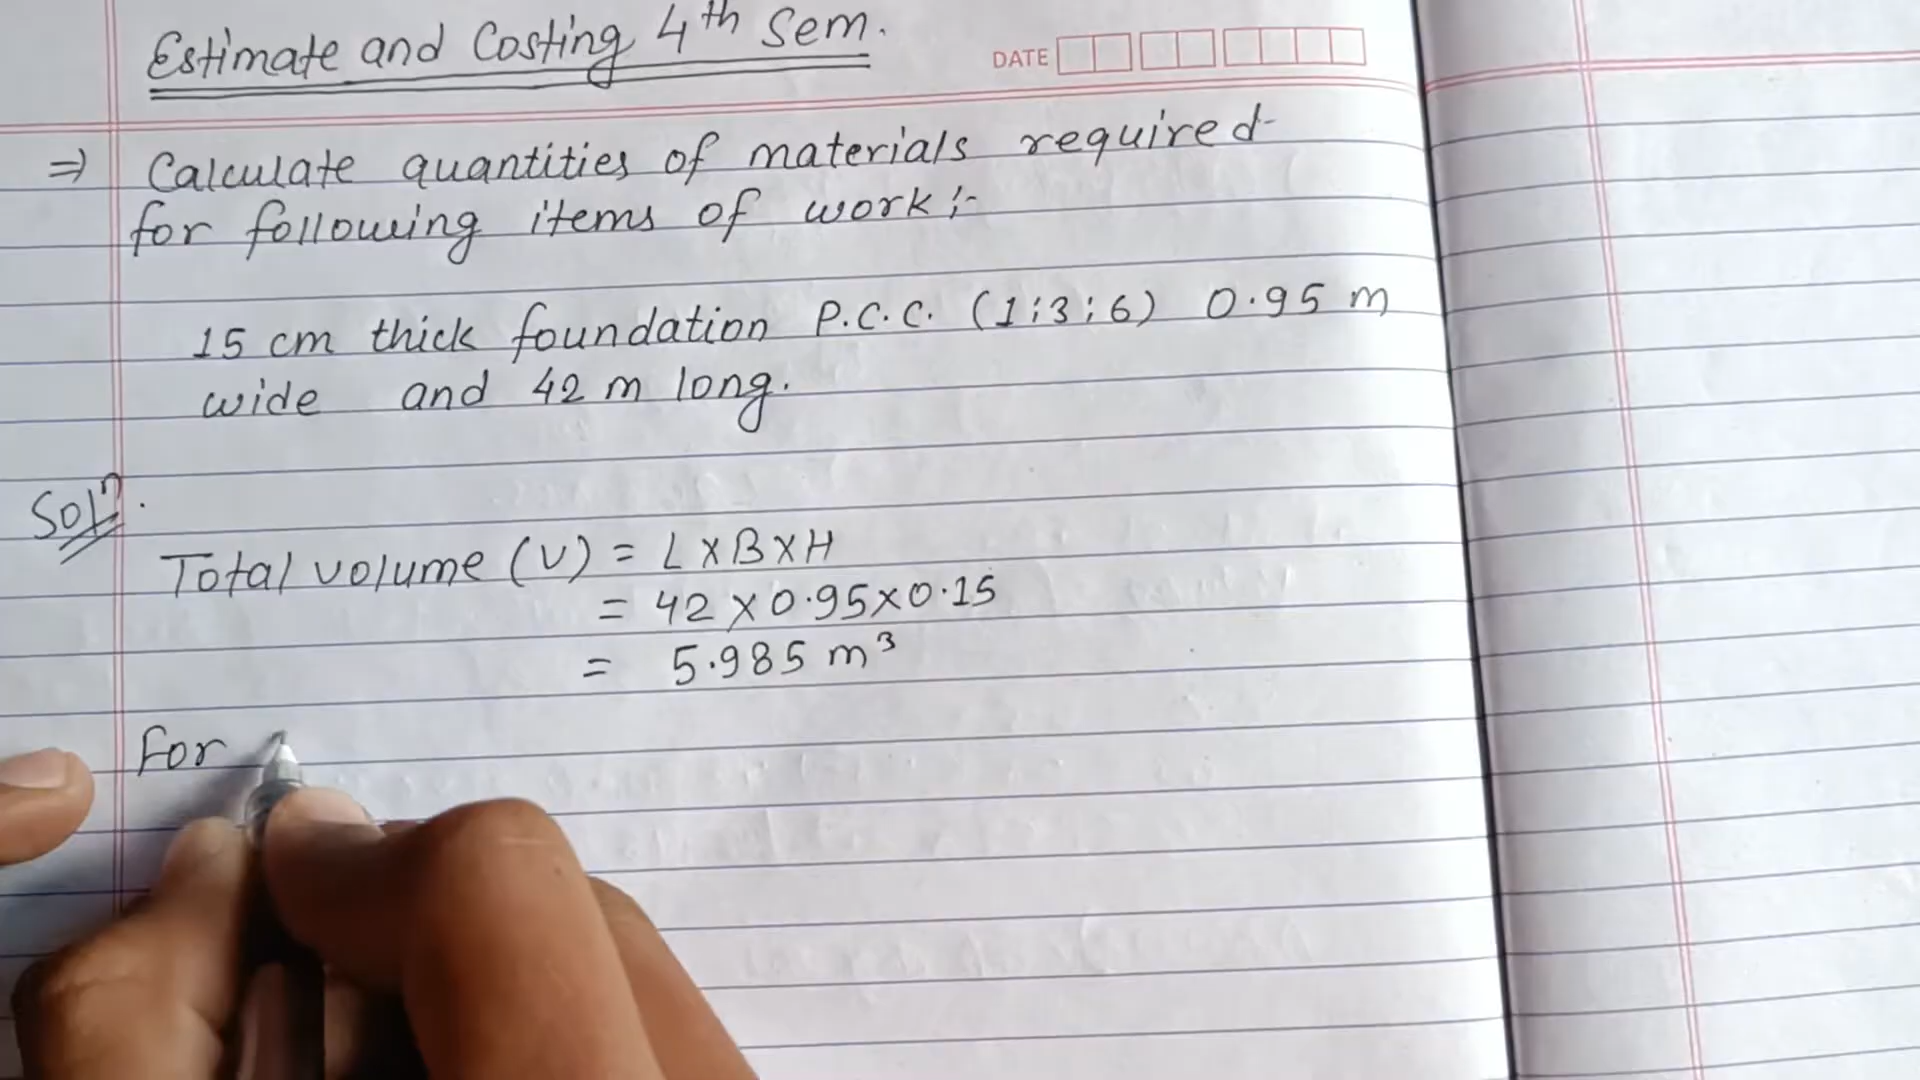 Estimate and Costing 4th Sem.
DATE
⇒ Calculate quantities of materials required
for following items of work :-
15 cm thick foundation P.C.C. (1:3:6) 0.95 m
wide and 42 m long.
Solⁿ.
Total volume (V) = L X B X H
= 42 X 0.95 X 0.15
= 5.985 m³
For